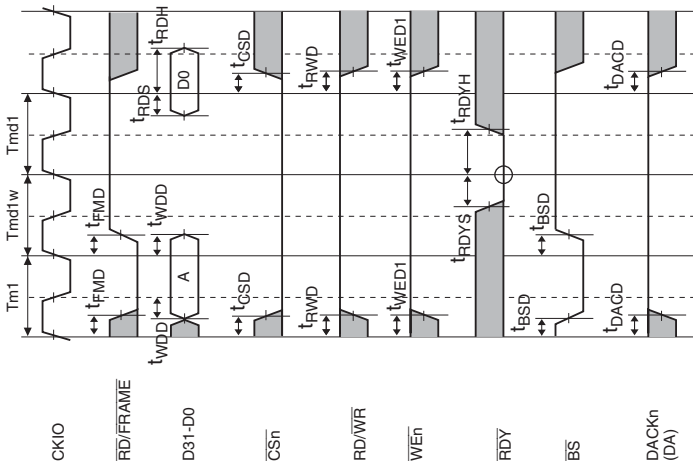 Tm1 Tmd1w Tmd1
CKIO
tFMD tFMD
RD/FRAME
tWDD tWDD tRDS tRDH
D31-D0 A D0
tCSD tCSD
CSn
tRWD tRWD
RD/WR
tWED1 tWED1
WEn
tRDYS tRDYH
RDY
tBSD tBSD
BS
tDACD tDACD
DACKn
(DA)